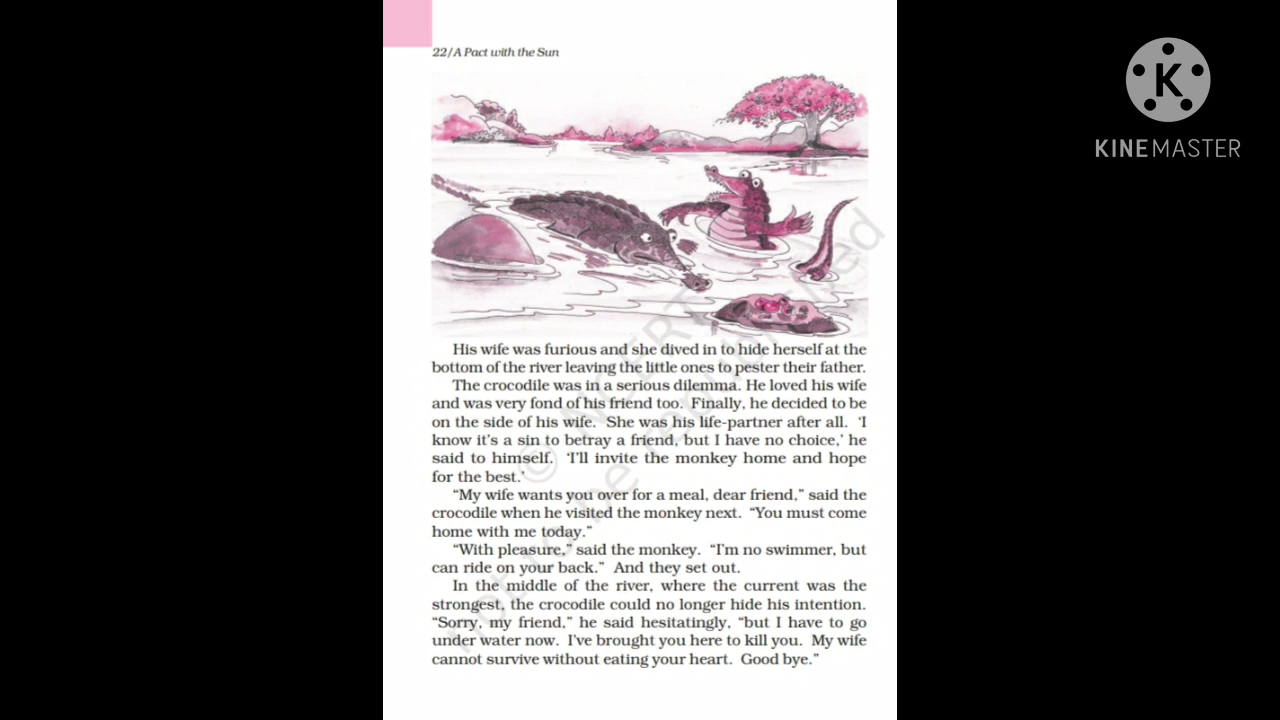 22/A Pact with the Sun
K
KINEMASTER
His wife was furious and she dived in to hide herself at the
bottom of the river leaving the little ones to pester their father.
The crocodile was in a serious dilemma. He loved his wife
and was very fond of his friend too. Finally, he decided to be
on the side of his wife. She was his life-partner after all. ‘I
know it’s a sin to betray a friend, but I have no choice,’ he
said to himself. ‘I’ll invite the monkey home and hope
for the best.’
“My wife wants you over for a meal, dear friend,” said the
crocodile when he visited the monkey next. “You must come
home with me today.”
“With pleasure,” said the monkey. “I’m no swimmer, but
can ride on your back.” And they set out.
In the middle of the river, where the current was the
strongest, the crocodile could no longer hide his intention.
“Sorry, my friend,” he said hesitatingly, “but I have to go
under water now. I’ve brought you here to kill you. My wife
cannot survive without eating your heart. Good bye.”
© NCERT
not to be republished